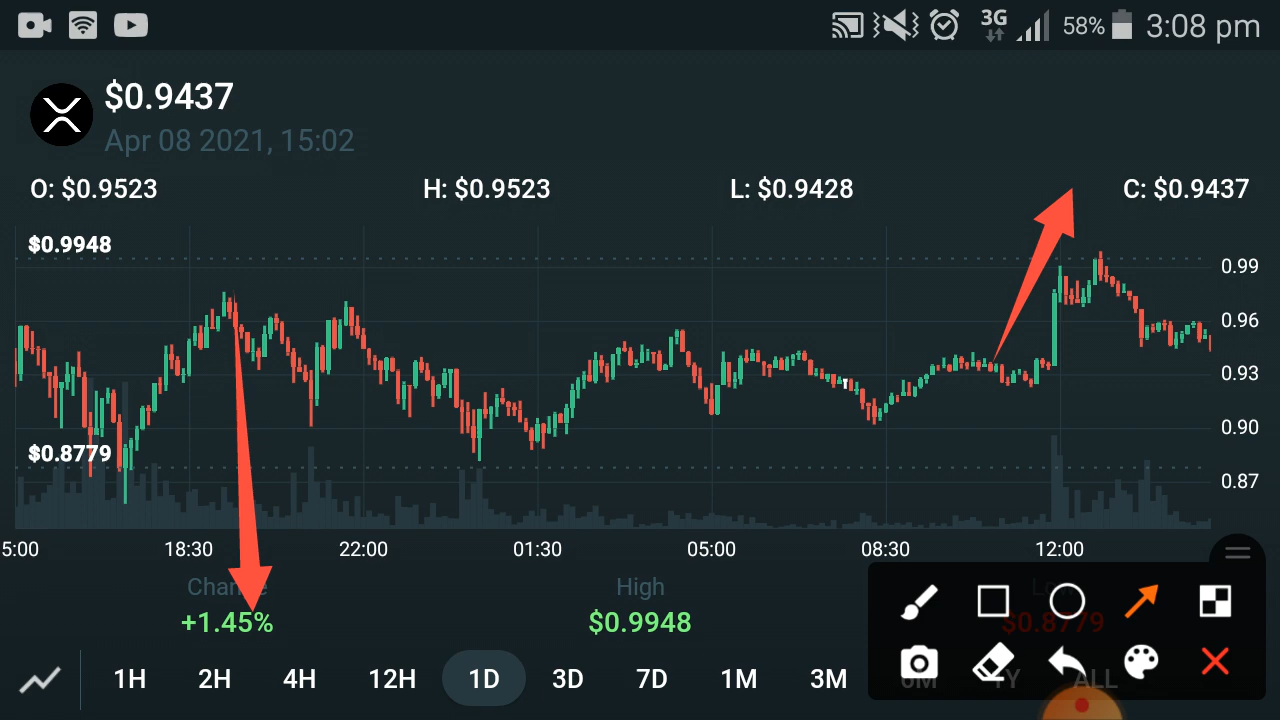 3G 58% 3:08 pm
$0.9437
Apr 08 2021, 15:02
O: $0.9523 H: $0.9523 L: $0.9428 C: $0.9437
$0.9948
0.99
0.96
0.93
0.90
$0.8779
0.87
5:00 18:30 22:00 01:30 05:00 08:30 12:00
High
+1.45% $0.9948 $0.8779
1H 2H 4H 12H 1D 3D 7D 1M 3M 6M 1Y ALL